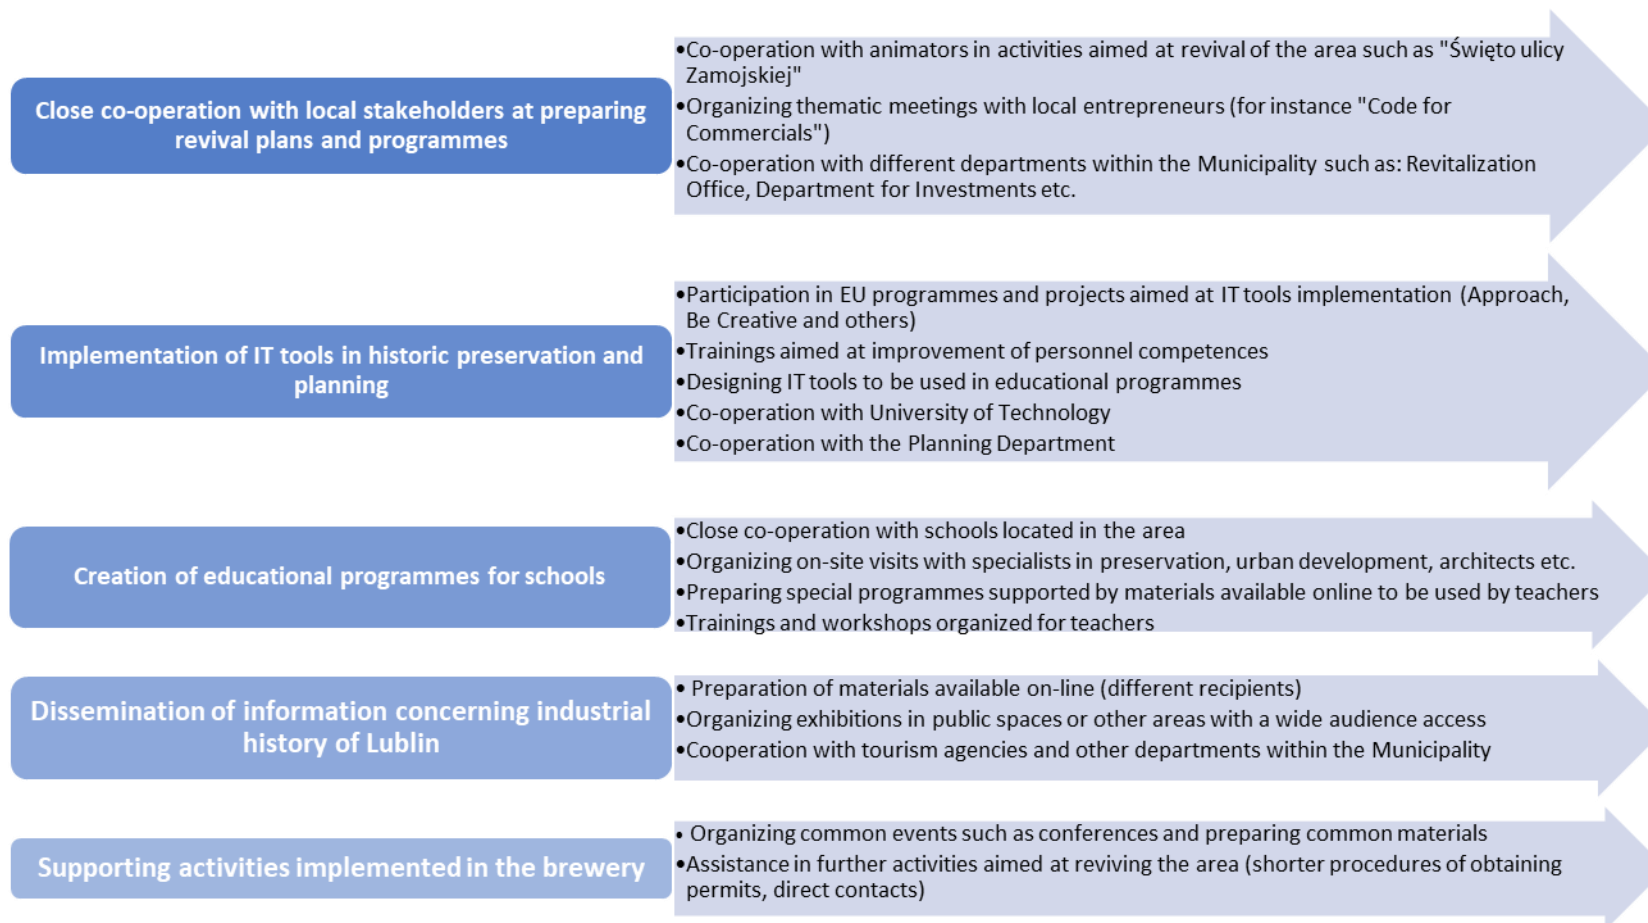 Close co-operation with local stakeholders at preparing
revival plans and programmes
•Co-operation with animators in activities aimed at revival of the area such as "Święto ulicy
Zamojskiej"
•Organizing thematic meetings with local entrepreneurs (for instance "Code for
Commercials")
•Co-operation with different departments within the Municipality such as: Revitalization
Office, Department for Investments etc.
Implementation of IT tools in historic preservation and
planning
•Participation in EU programmes and projects aimed at IT tools implementation (Approach,
Be Creative and others)
•Trainings aimed at improvement of personnel competences
•Designing IT tools to be used in educational programmes
•Co-operation with University of Technology
•Co-operation with the Planning Department
Creation of educational programmes for schools
•Close co-operation with schools located in the area
•Organizing on-site visits with specialists in preservation, urban development, architects etc.
•Preparing special programmes supported by materials available online to be used by teachers
•Trainings and workshops organized for teachers
Dissemination of information concerning industrial
history of Lublin
• Preparation of materials available on-line (different recipients)
•Organizing exhibitions in public spaces or other areas with a wide audience access
•Cooperation with tourism agencies and other departments within the Municipality
Supporting activities implemented in the brewery
• Organizing common events such as conferences and preparing common materials
•Assistance in further activities aimed at reviving the area (shorter procedures of obtaining
permits, direct contacts)